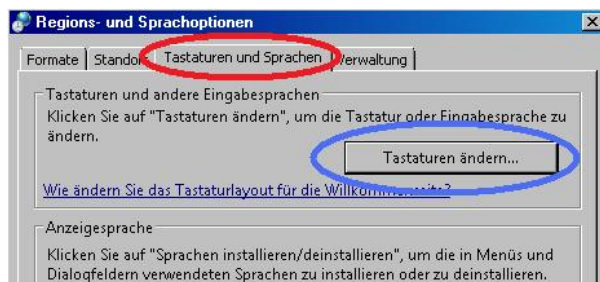 Regions- und Sprachoptionen
Formate Standort Tastaturen und Sprachen Verwaltung
Tastaturen und andere Eingabesprachen
Klicken Sie auf "Tastaturen ändern", um die Tastatur oder Eingabesprache zu
ändern.
Tastaturen ändern...
Wie ändern Sie das Tastaturlayout für die Willkommenseite?
Anzeigesprache
Klicken Sie auf "Sprachen installieren/deinstallieren", um die in Menüs und
Dialogfeldern verwendeten Sprachen zu installieren oder zu deinstallieren.